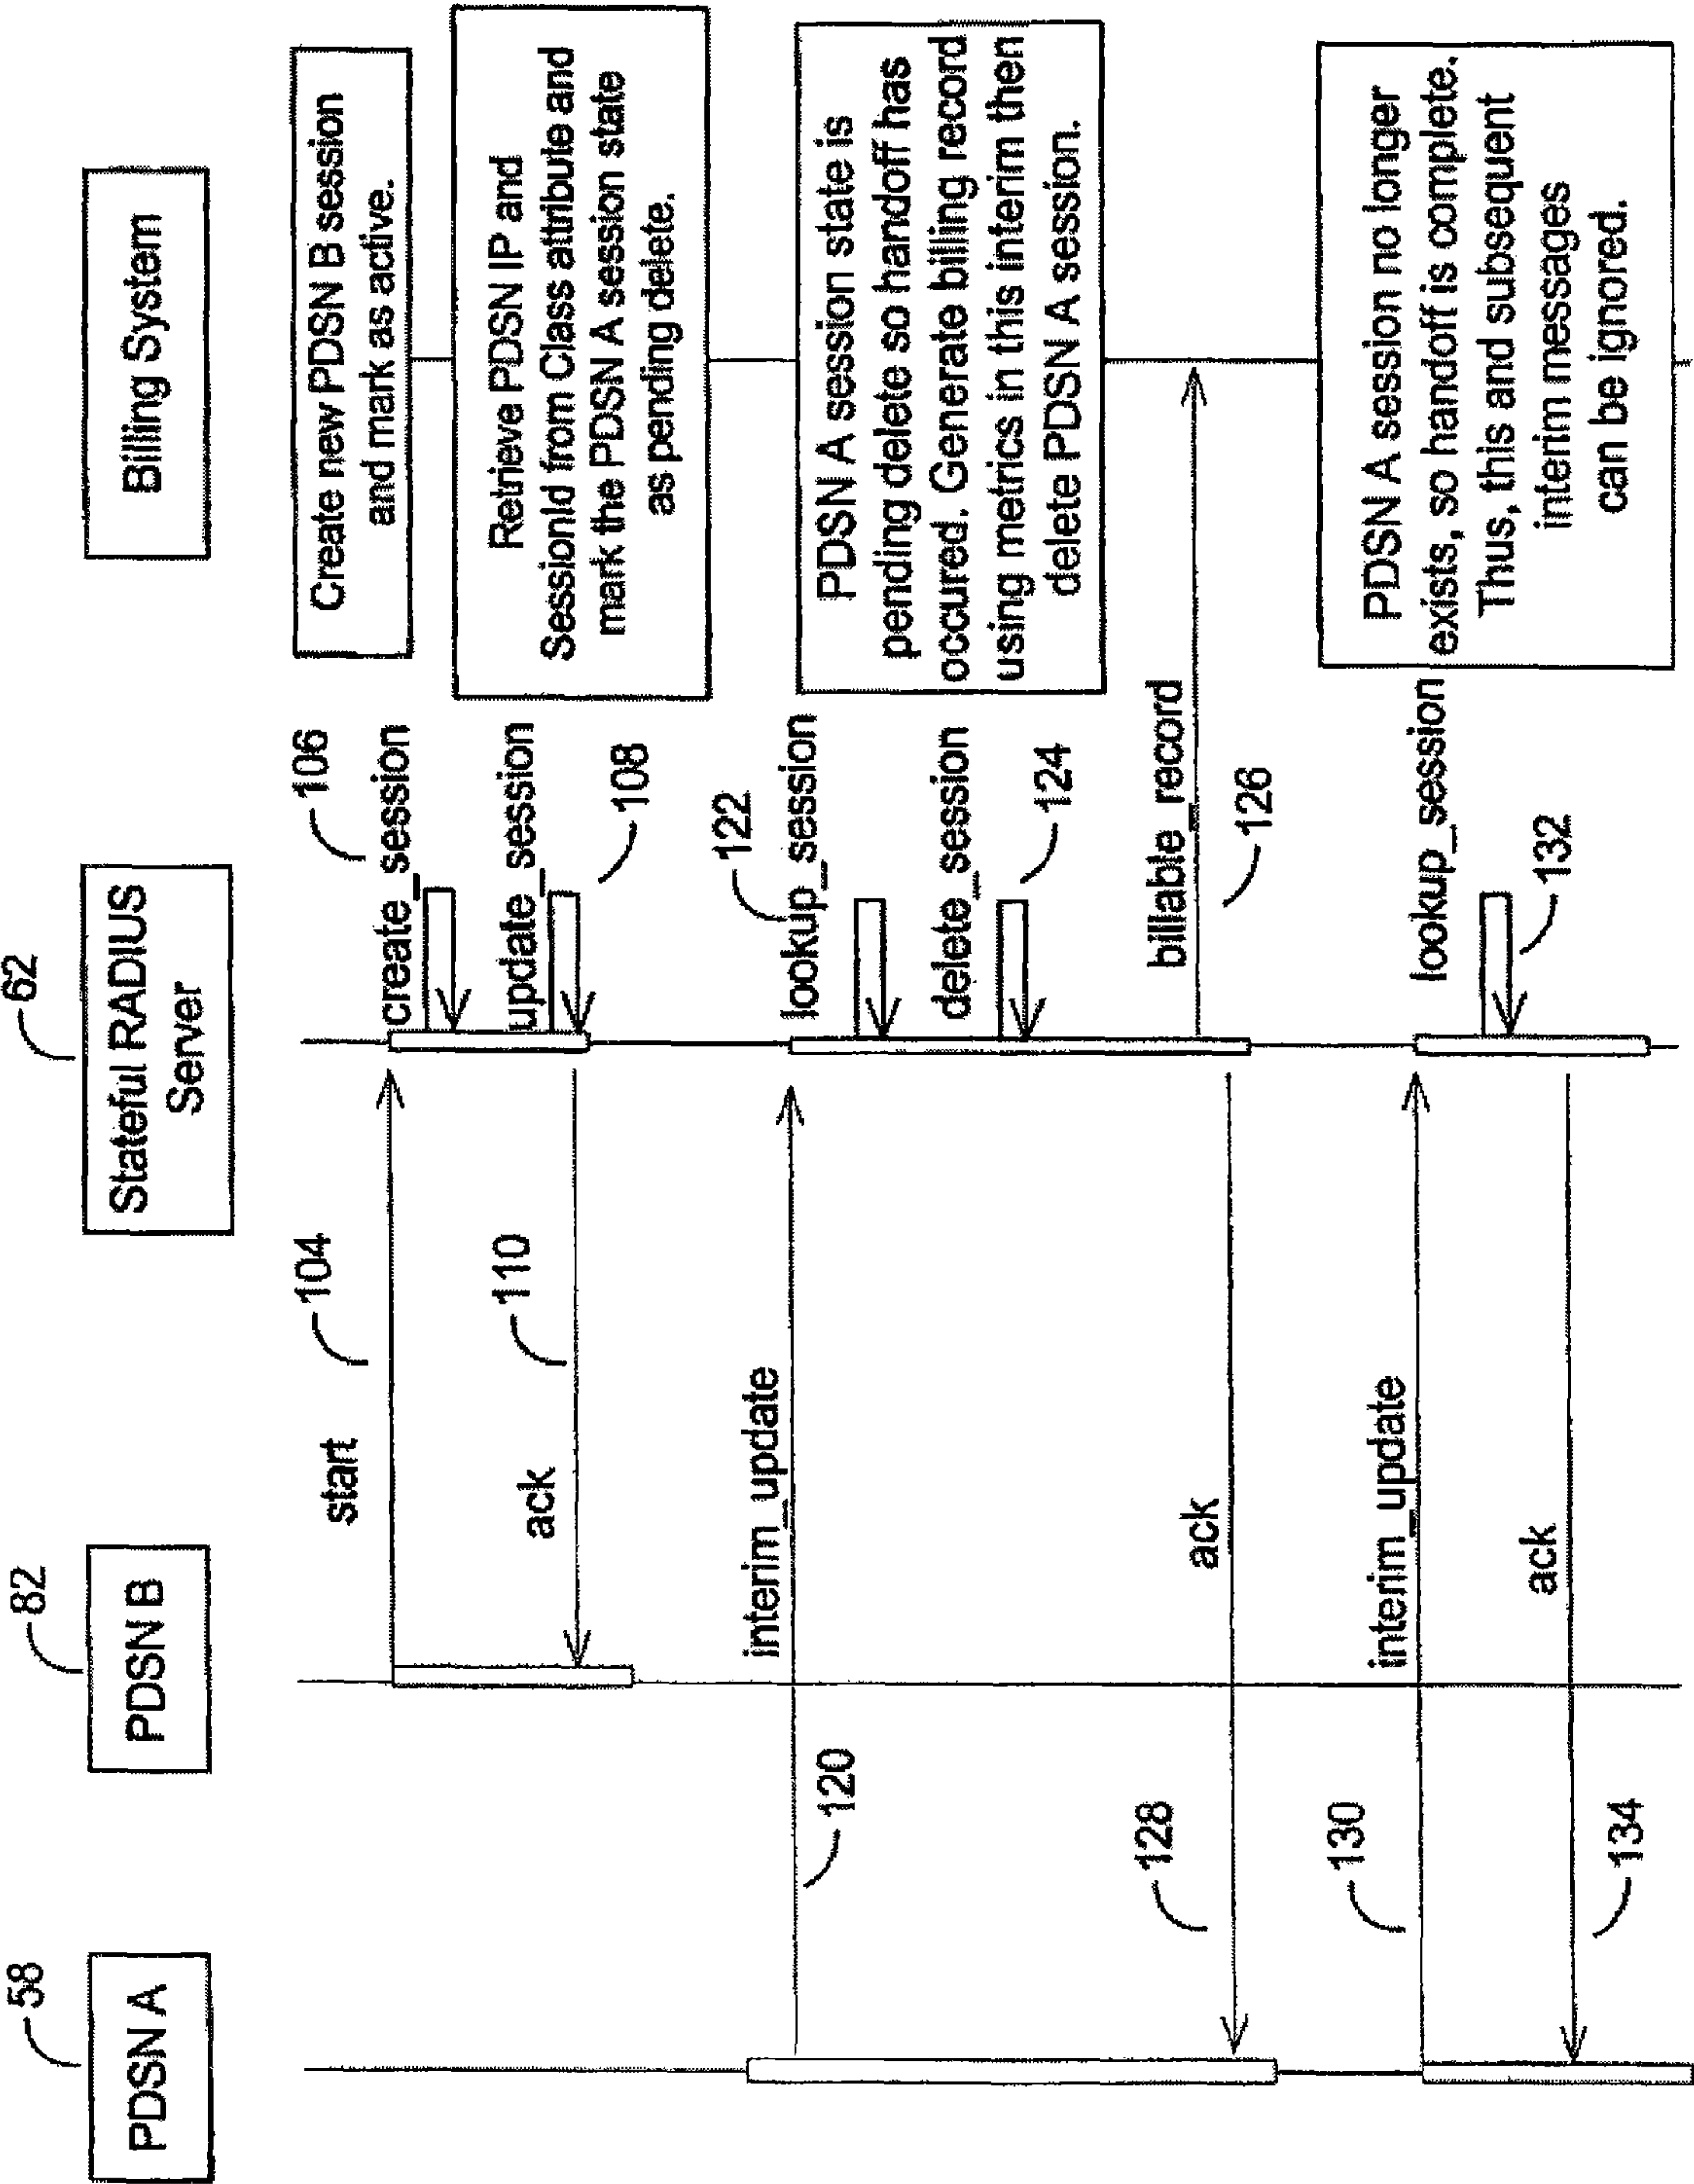 58
PDSN A
82
PDSN B
62
Stateful RADIUS
Server
Billing System
start
104
106
create_session
Create new PDSN B session
and mark as active.
ack
110
update_session
108
Retrieve PDSN IP and
SessionId from Class attribute and
mark the PDSN A session state
as pending delete.
interim_update
120
122
lookup_session
delete_session
124
PDSN A session state is
pending delete so handoff has
occured. Generate billing record
using metrics in this interim then
delete PDSN A session.
billable_record
126
128
ack
130
interim_update
lookup_session
132
PDSN A session no longer
exists, so handoff is complete.
Thus, this and subsequent
interim messages
can be ignored.
ack
134